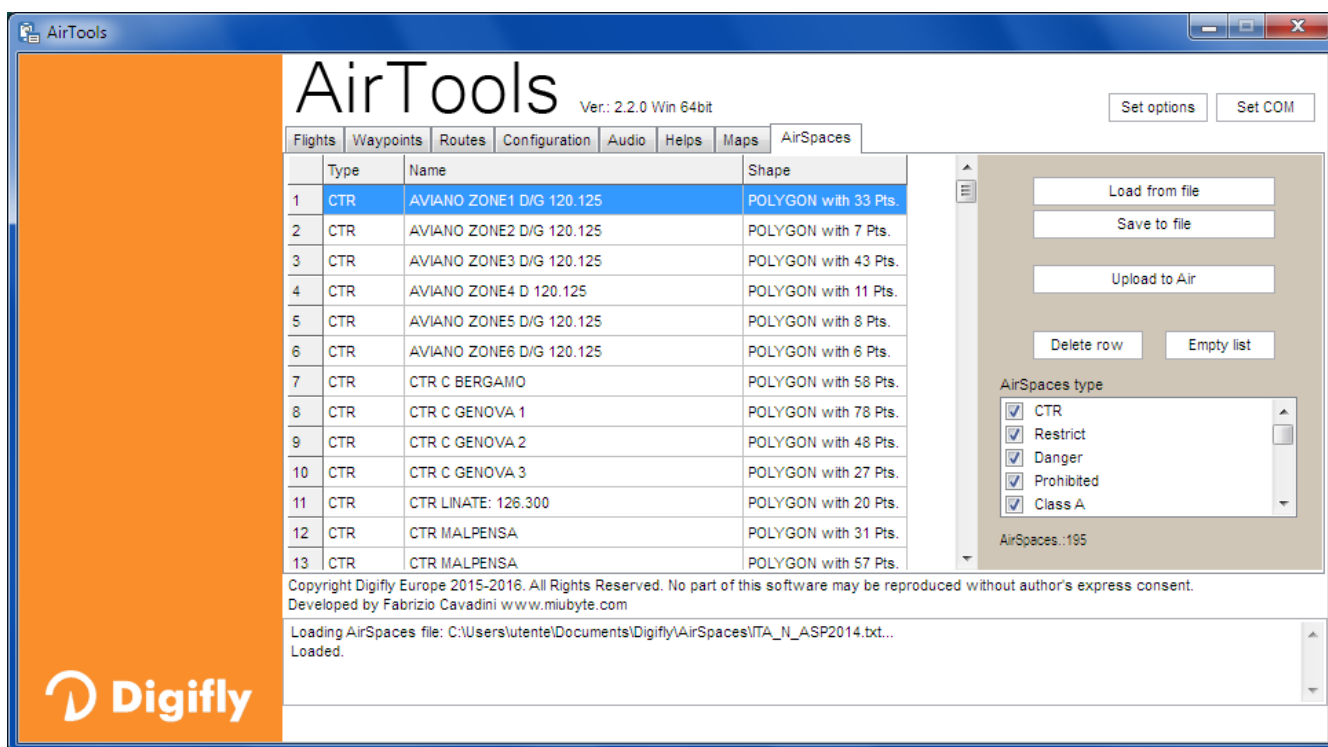 AirTools
AirTools Ver.: 2.2.0 Win 64bit
Set options Set COM
Flights Waypoints Routes Configuration Audio Helps Maps AirSpaces
Type Name Shape
1 CTR AVIANO ZONE1 D/G 120.125 POLYGON with 33 Pts.
2 CTR AVIANO ZONE2 D/G 120.125 POLYGON with 7 Pts.
3 CTR AVIANO ZONE3 D/G 120.125 POLYGON with 43 Pts.
4 CTR AVIANO ZONE4 D 120.125 POLYGON with 11 Pts.
5 CTR AVIANO ZONE5 D/G 120.125 POLYGON with 8 Pts.
6 CTR AVIANO ZONE6 D/G 120.125 POLYGON with 6 Pts.
7 CTR CTR C BERGAMO POLYGON with 58 Pts.
8 CTR CTR C GENOVA 1 POLYGON with 78 Pts.
9 CTR CTR C GENOVA 2 POLYGON with 48 Pts.
10 CTR CTR C GENOVA 3 POLYGON with 27 Pts.
11 CTR CTR LINATE: 126.300 POLYGON with 20 Pts.
12 CTR CTR MALPENSA POLYGON with 31 Pts.
13 CTR CTR MALPENSA POLYGON with 57 Pts.
Load from file
Save to file
Upload to Air
Delete row Empty list
AirSpaces type
CTR
Restrict
Danger
Prohibited
Class A
AirSpaces.:195
Copyright Digifly Europe 2015-2016. All Rights Reserved. No part of this software may be reproduced without author's express consent.
Developed by Fabrizio Cavadini www.miubyte.com
Loading AirSpaces file: C:\Users\utente\Documents\Digifly\AirSpaces\ITA_N_ASP2014.txt...
Loaded.
Digifly